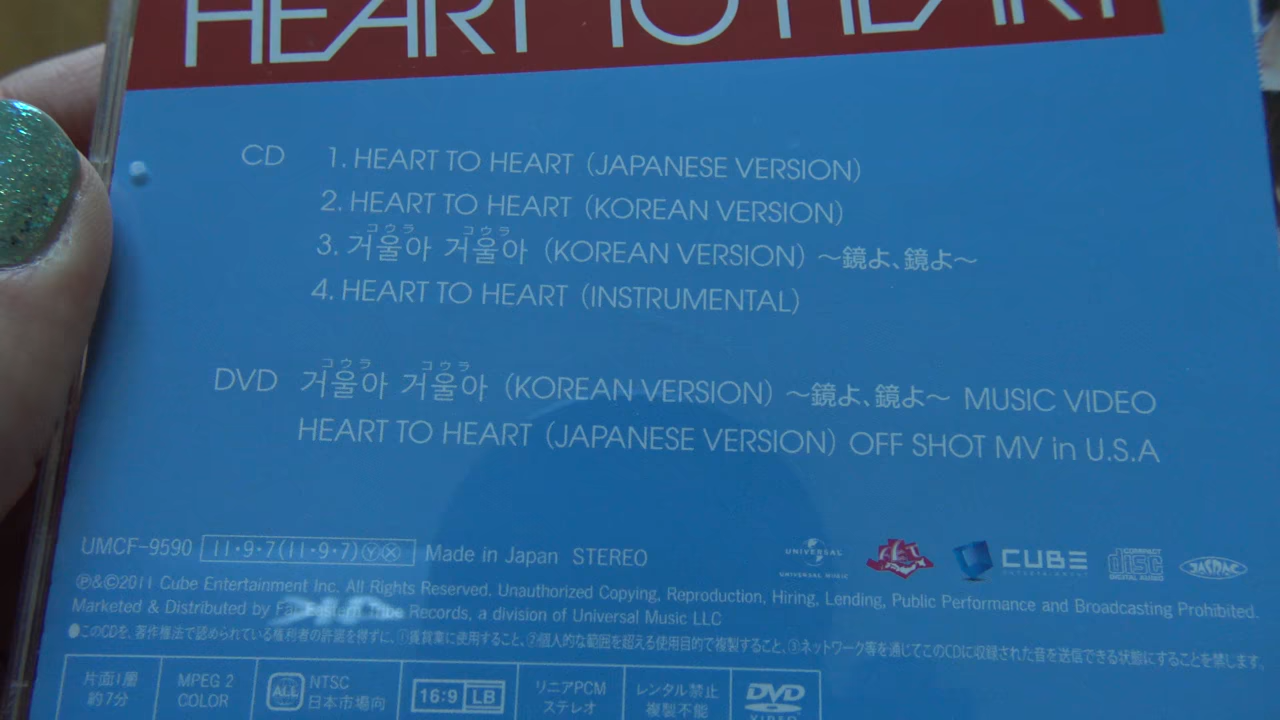 HEART TO HEART
CD 1. HEART TO HEART (JAPANESE VERSION)
2. HEART TO HEART (KOREAN VERSION)
コウラ コウラ
3. 거울아 거울아 (KOREAN VERSION) ～鏡よ、鏡よ～
4. HEART TO HEART (INSTRUMENTAL)
コウラ コウラ
DVD 거울아 거울아 (KOREAN VERSION) ～鏡よ、鏡よ～ MUSIC VIDEO
HEART TO HEART (JAPANESE VERSION) OFF SHOT MV in U.S.A
UMCF-9590 11・9・7(11・9・7)ⓎⓍ Made in Japan STEREO
UNIVERSAL
UNIVERSAL MUSIC
CUBE
ENTERTAINMENT
COMPACT
disc
DIGITAL AUDIO
JASRAC
Ⓟ&©2011 Cube Entertainment Inc. All Rights Reserved. Unauthorized Copying, Reproduction, Hiring, Lending, Public Performance and Broadcasting Prohibited.
Marketed & Distributed by Far Eastern Tribe Records, a division of Universal Music LLC
●このCDを、著作権法で認められている権利者の許諾を得ずに、①賃貸業に使用すること、②個人的な範囲を超える使用目的で複製すること、③ネットワーク等を通じてこのCDに収録された音を送信できる状態にすることを禁じます。
片面1層
約7分
MPEG 2
COLOR
ALL
NTSC
日本市場向
16:9 LB
リニアPCM
ステレオ
レンタル禁止
複製不能
DVD
VIDEO